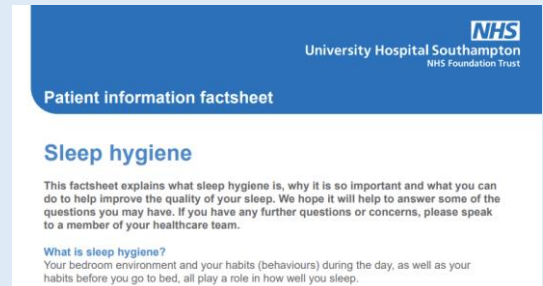 NHS
University Hospital Southampton
NHS Foundation Trust
Patient information factsheet
Sleep hygiene
This factsheet explains what sleep hygiene is, why it is so important and what you can
do to help improve the quality of your sleep. We hope it will help to answer some of the
questions you may have. If you have any further questions or concerns, please speak
to a member of your healthcare team.
What is sleep hygiene?
Your bedroom environment and your habits (behaviours) during the day, as well as your
habits before you go to bed, all play a role in how well you sleep.